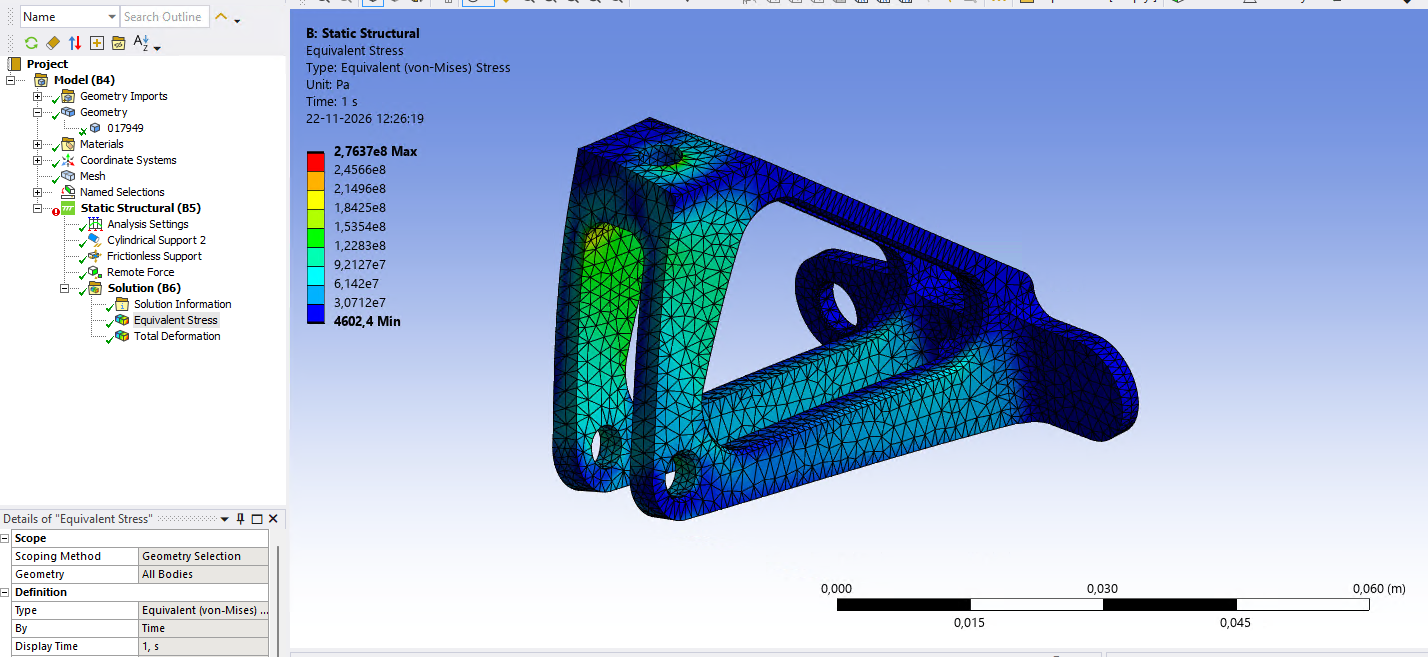 Name
Search Outline
Project
Model (B4)
Geometry Imports
Geometry
017949
Materials
Coordinate Systems
Mesh
Named Selections
Static Structural (B5)
Analysis Settings
Cylindrical Support 2
Frictionless Support
Remote Force
Solution (B6)
Solution Information
Equivalent Stress
Total Deformation
Details of "Equivalent Stress"
Scope
Scoping Method Geometry Selection
Geometry All Bodies
Definition
Type Equivalent (von-Mises) ...
By Time
Display Time 1, s
B: Static Structural
Equivalent Stress
Type: Equivalent (von-Mises) Stress
Unit: Pa
Time: 1 s
22-11-2026 12:26:19
2,7637e8 Max
2,4566e8
2,1496e8
1,8425e8
1,5354e8
1,2283e8
9,2127e7
6,142e7
3,0712e7
4602,4 Min
0,000 0,030 0,060 (m)
0,015 0,045